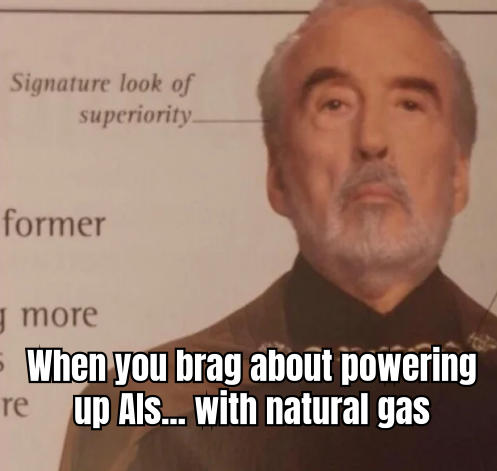 Signature look of
superiority
former
g more
s
re
When you brag about powering
up AIs... with natural gas